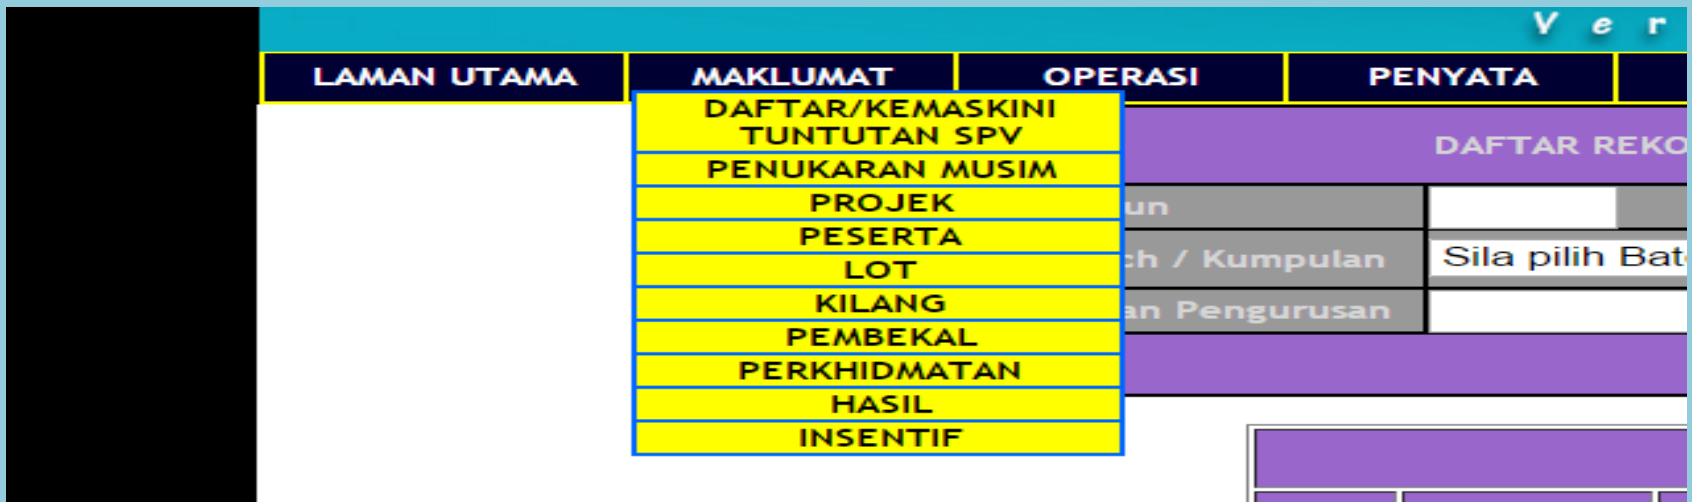 V e r
LAMAN UTAMA
MAKLUMAT
OPERASI
PENYATA
DAFTAR/KEMASKINI
TUNTUTAN SPV
PENUKARAN MUSIM
PROJEK
PESERTA
LOT
KILANG
PEMBEKAL
PERKHIDMATAN
HASIL
INSENTIF
DAFTAR REKO
un
ch / Kumpulan
Sila pilih Bat
an Pengurusan